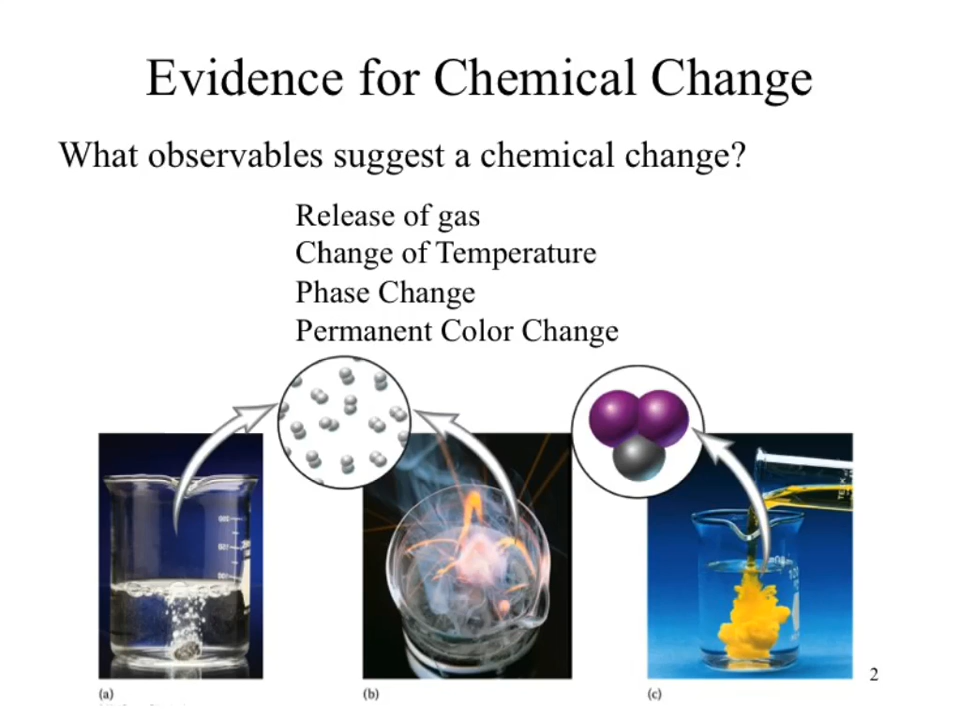 Evidence for Chemical Change
What observables suggest a chemical change?
Release of gas
Change of Temperature
Phase Change
Permanent Color Change
2
(a)
(b)
(c)